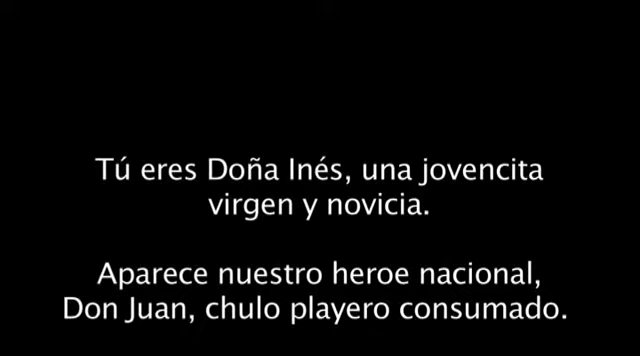 Tú eres Doña Inés, una jovencita
virgen y novicia.
Aparece nuestro heroe nacional,
Don Juan, chulo playero consumado.